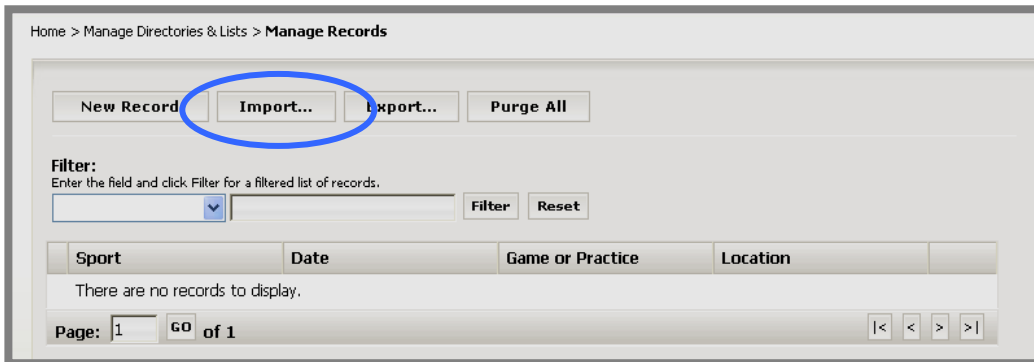 Home > Manage Directories & Lists > Manage Records
New Record Import... Export... Purge All
Filter:
Enter the field and click Filter for a filtered list of records.
Filter Reset
Sport Date Game or Practice Location
There are no records to display.
Page: 1 GO of 1 |< < > >|